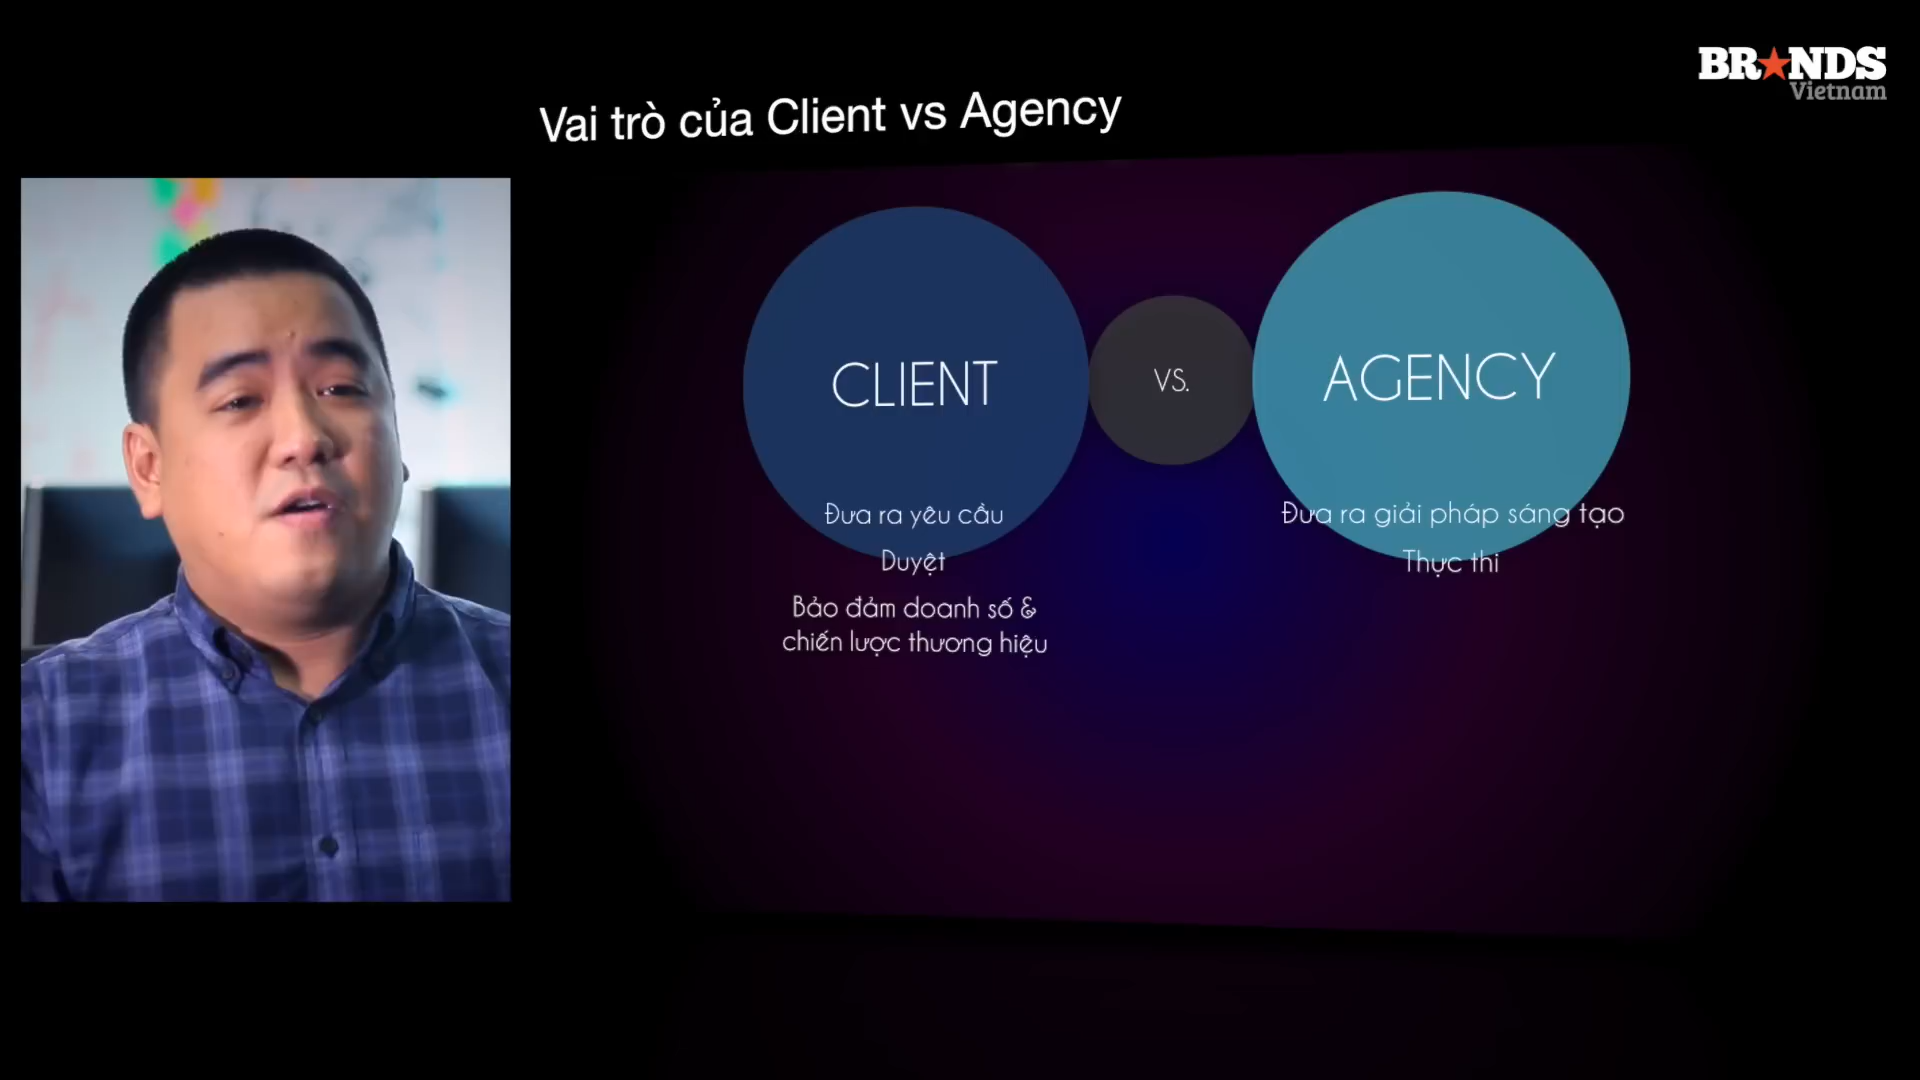 BRANDS
Vietnam
Vai trò của Client vs Agency
CLIENT
VS.
AGENCY
Đưa ra yêu cầu
Duyệt
Bảo đảm doanh số &
chiến lược thương hiệu
Đưa ra giải pháp sáng tạo
Thực thi